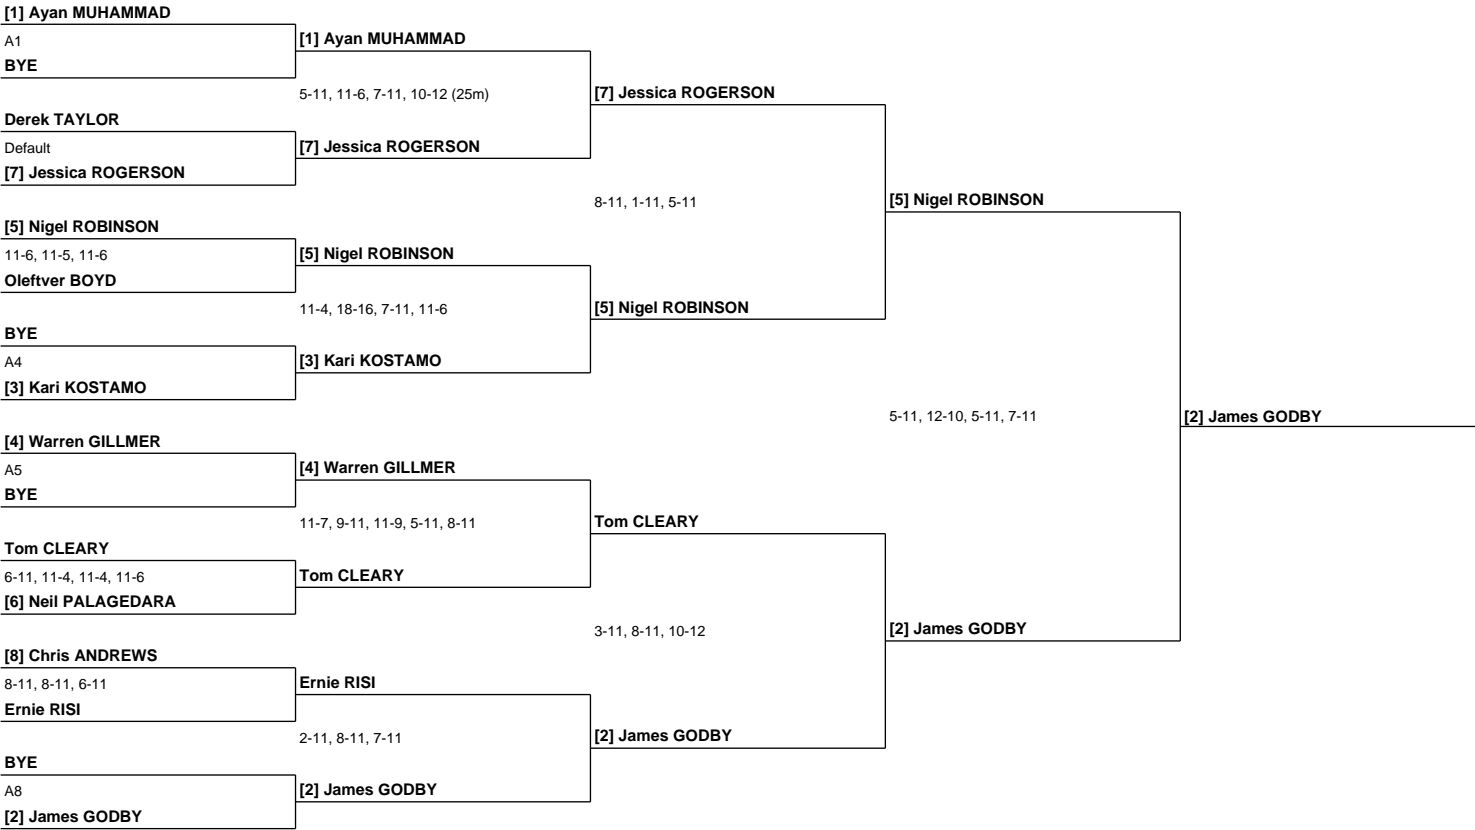 [1] Ayan MUHAMMAD
A1
BYE
Derek TAYLOR
Default
[7] Jessica ROGERSON
[5] Nigel ROBINSON
11-6, 11-5, 11-6
Oleftver BOYD
BYE
A4
[3] Kari KOSTAMO
[4] Warren GILLMER
A5
BYE
Tom CLEARY
6-11, 11-4, 11-4, 11-6
[6] Neil PALAGEDARA
[8] Chris ANDREWS
8-11, 8-11, 6-11
Ernie RISI
BYE
A8
[2] James GODBY
[1] Ayan MUHAMMAD
5-11, 11-6, 7-11, 10-12 (25m)
[7] Jessica ROGERSON
[5] Nigel ROBINSON
11-4, 18-16, 7-11, 11-6
[3] Kari KOSTAMO
[4] Warren GILLMER
11-7, 9-11, 11-9, 5-11, 8-11
Tom CLEARY
Ernie RISI
2-11, 8-11, 7-11
[2] James GODBY
[7] Jessica ROGERSON
8-11, 1-11, 5-11
[5] Nigel ROBINSON
Tom CLEARY
3-11, 8-11, 10-12
[2] James GODBY
[5] Nigel ROBINSON
5-11, 12-10, 5-11, 7-11
[2] James GODBY
[2] James GODBY